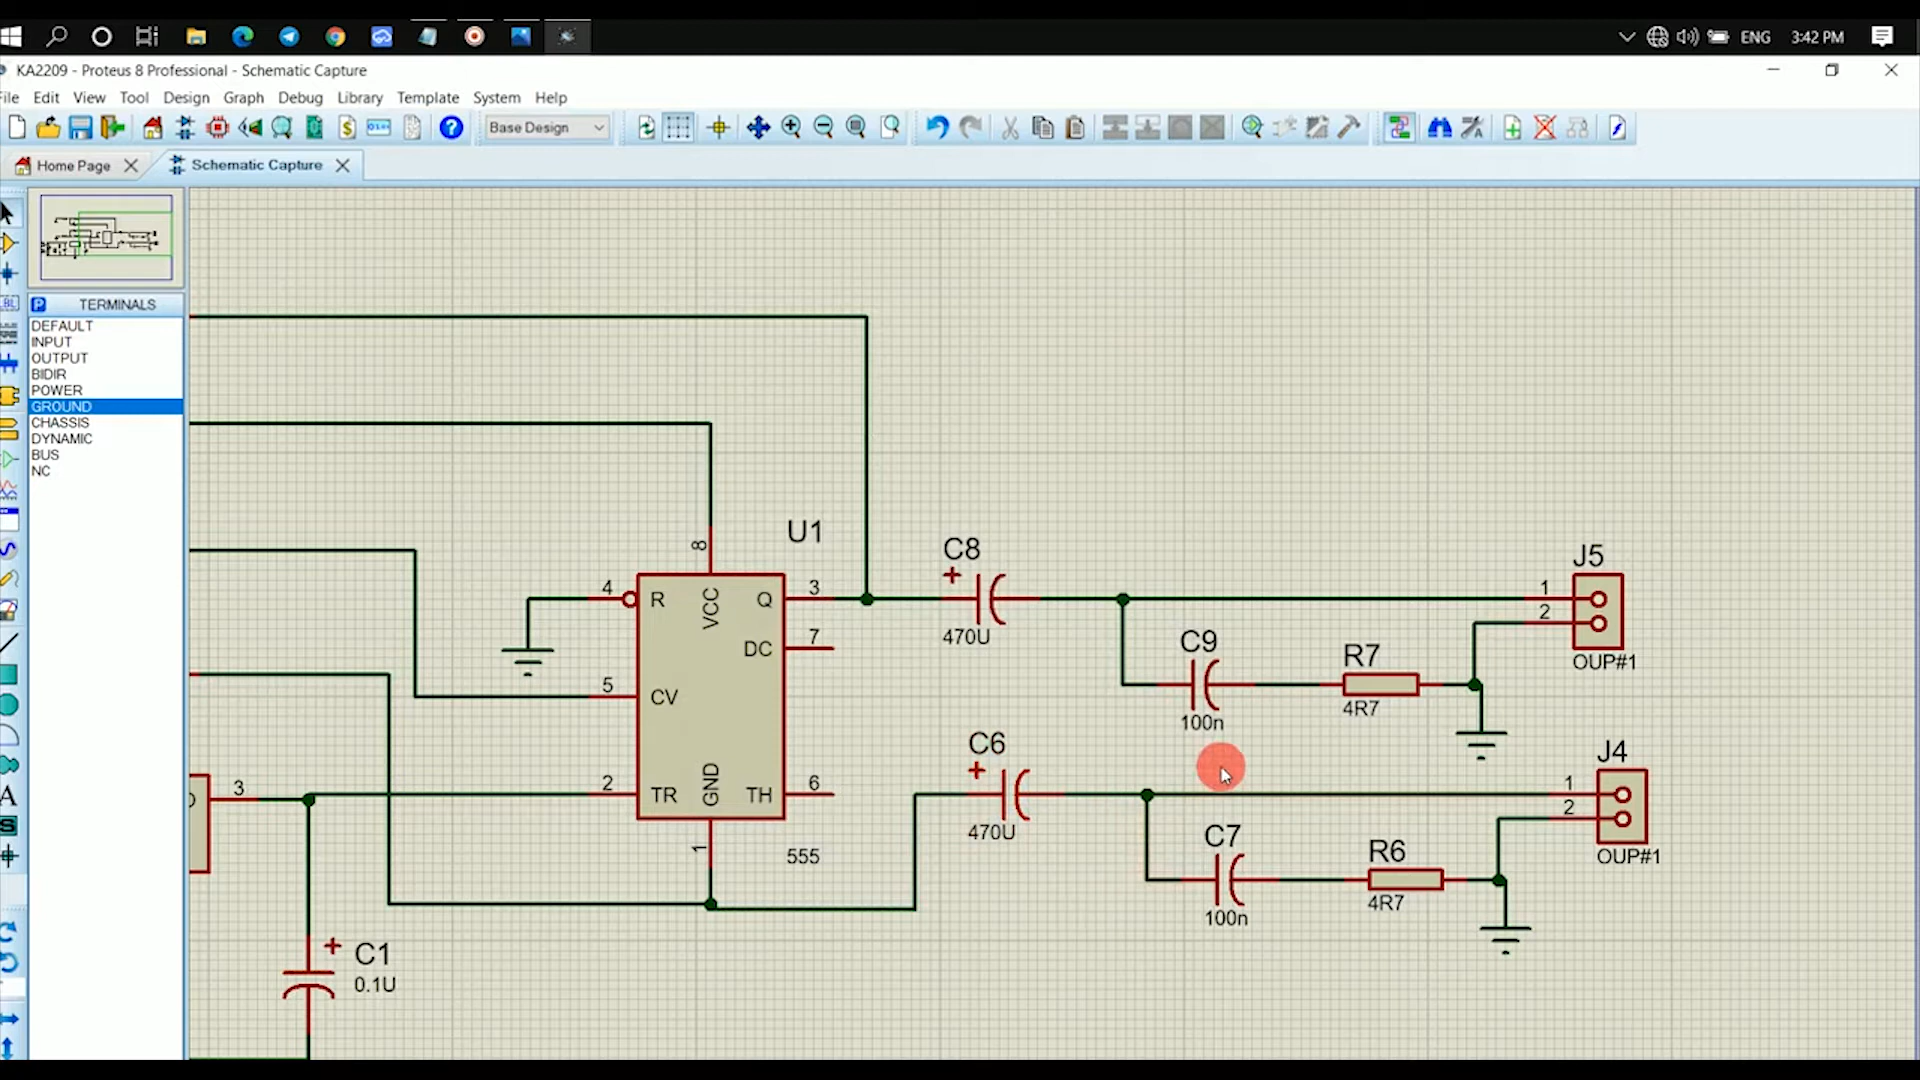 ENG 3:42 PM
KA2209 - Proteus 8 Professional - Schematic Capture
File Edit View Tool Design Graph Debug Library Template System Help
Base Design
Home Page Schematic Capture
TERMINALS
DEFAULT
INPUT
OUTPUT
BIDIR
POWER
GROUND
CHASSIS
DYNAMIC
BUS
NC
U1
8
4 R VCC Q 3
DC 7
5 CV
2 TR GND TH 6
1
555
3
C1
0.1U
C8
470U
C9
100n
R7
4R7
J5
1
2
OUP#1
C6
470U
C7
100n
R6
4R7
J4
1
2
OUP#1